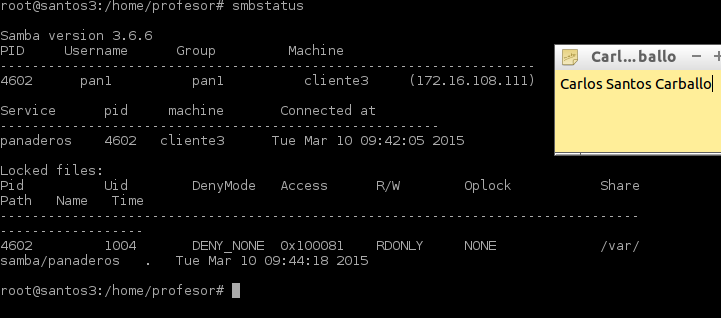 root@santos3:/home/profesor# smbstatus
Samba version 3.6.6
PID Username Group Machine
-------------------------------------------------------------------
4602 pan1 pan1 cliente3 (172.16.108.111)
Service pid machine Connected at
-------------------------------------------------------
panaderos 4602 cliente3 Tue Mar 10 09:42:05 2015
Locked files:
Pid Uid DenyMode Access R/W Oplock Share
Path Name Time
--------------------------------------------------------------------------------
------------------
4602 1004 DENY_NONE 0x100081 RDONLY NONE /var/
samba/panaderos . Tue Mar 10 09:44:18 2015
root@santos3:/home/profesor#
Carl...ballo
Carlos Santos Carballo